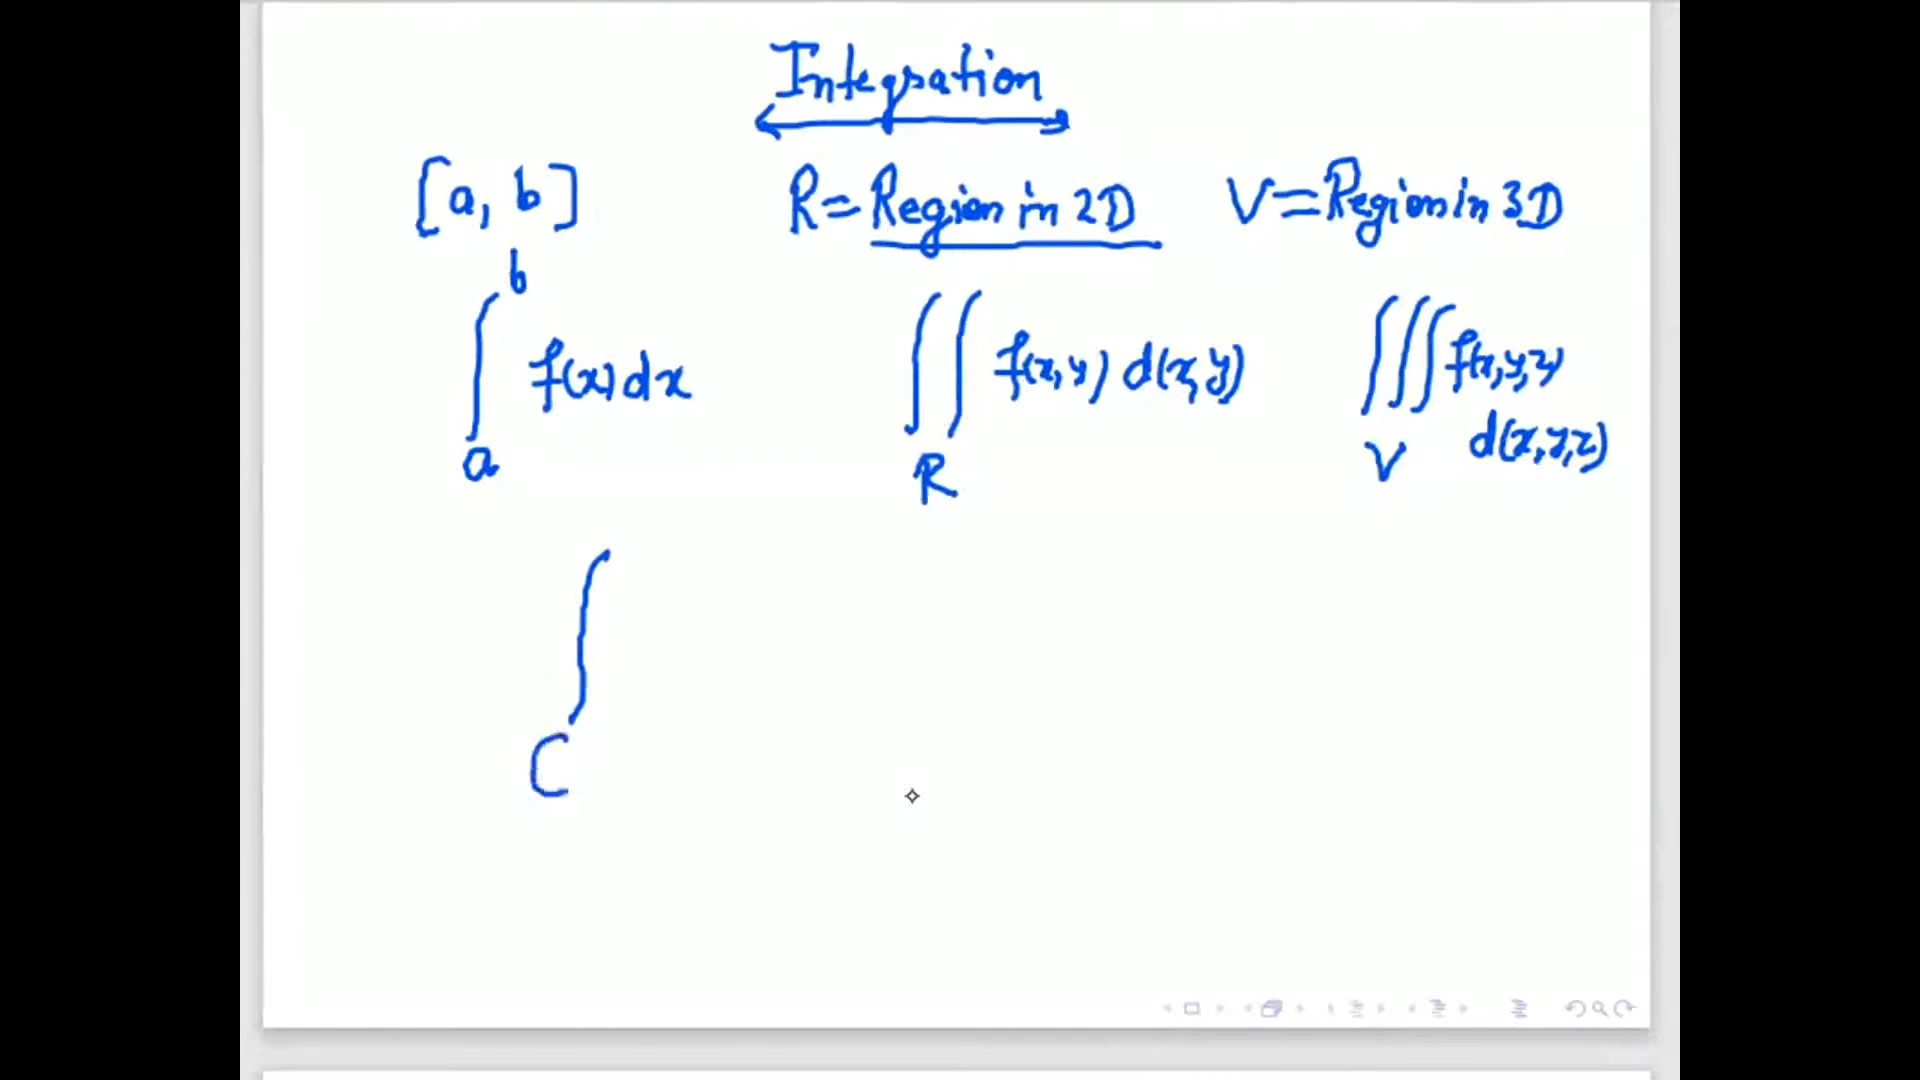 Integration
[a, b] R = Region in 2D V = Region in 3D
∫_a^b f(x) dx ∬_R f(x, y) d(x, y) ∭_V f(x, y, z)
d(x, y, z)
∫_C